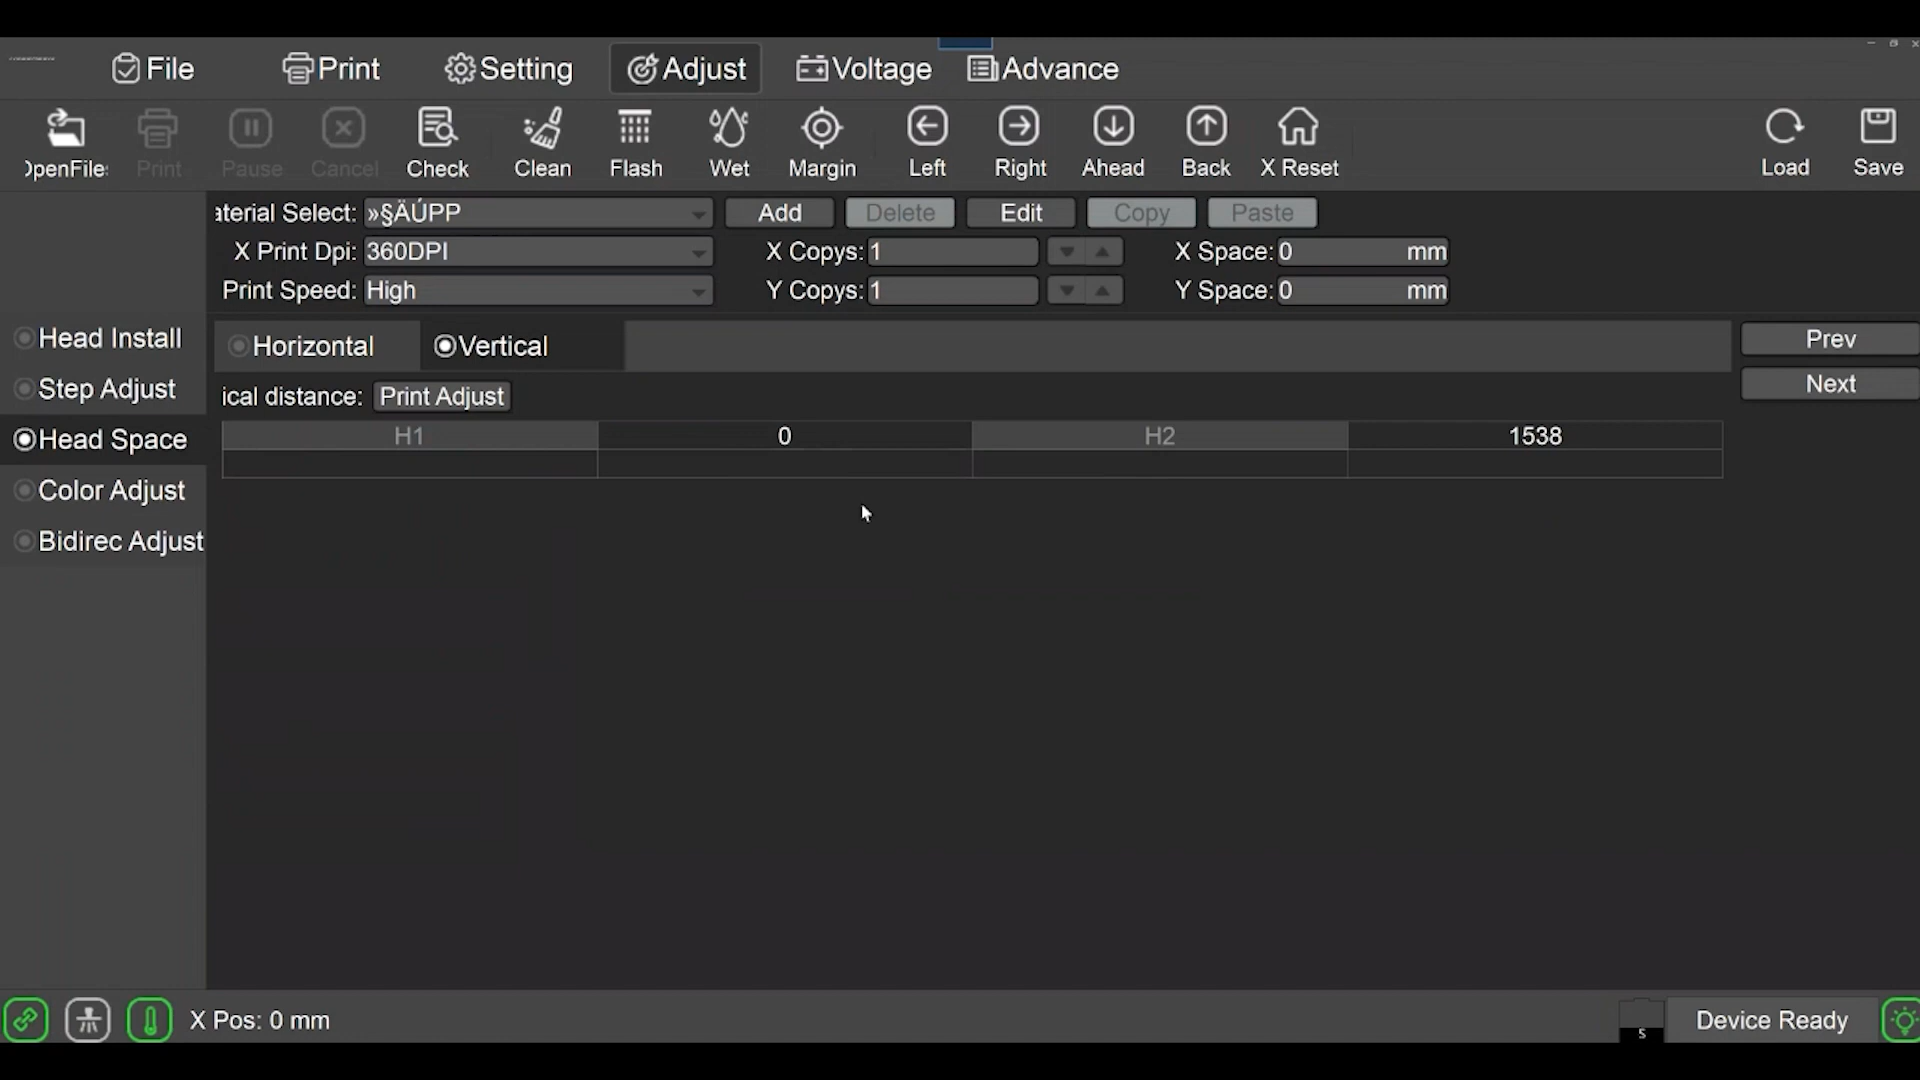 File Print Setting Adjust Voltage Advance
OpenFile Print Pause Cancel Check Clean Flash Wet Margin Left Right Ahead Back X Reset Load Save
aterial Select: »§ÄÚPP Add Delete Edit Copy Paste
X Print Dpi: 360DPI X Copys: 1 X Space: 0 mm
Print Speed: High Y Copys: 1 Y Space: 0 mm
Head Install
Step Adjust
Head Space
Color Adjust
Bidirec Adjust
Horizontal Vertical
Prev
Next
ical distance: Print Adjust
H1 0 H2 1538
X Pos: 0 mm
S
Device Ready